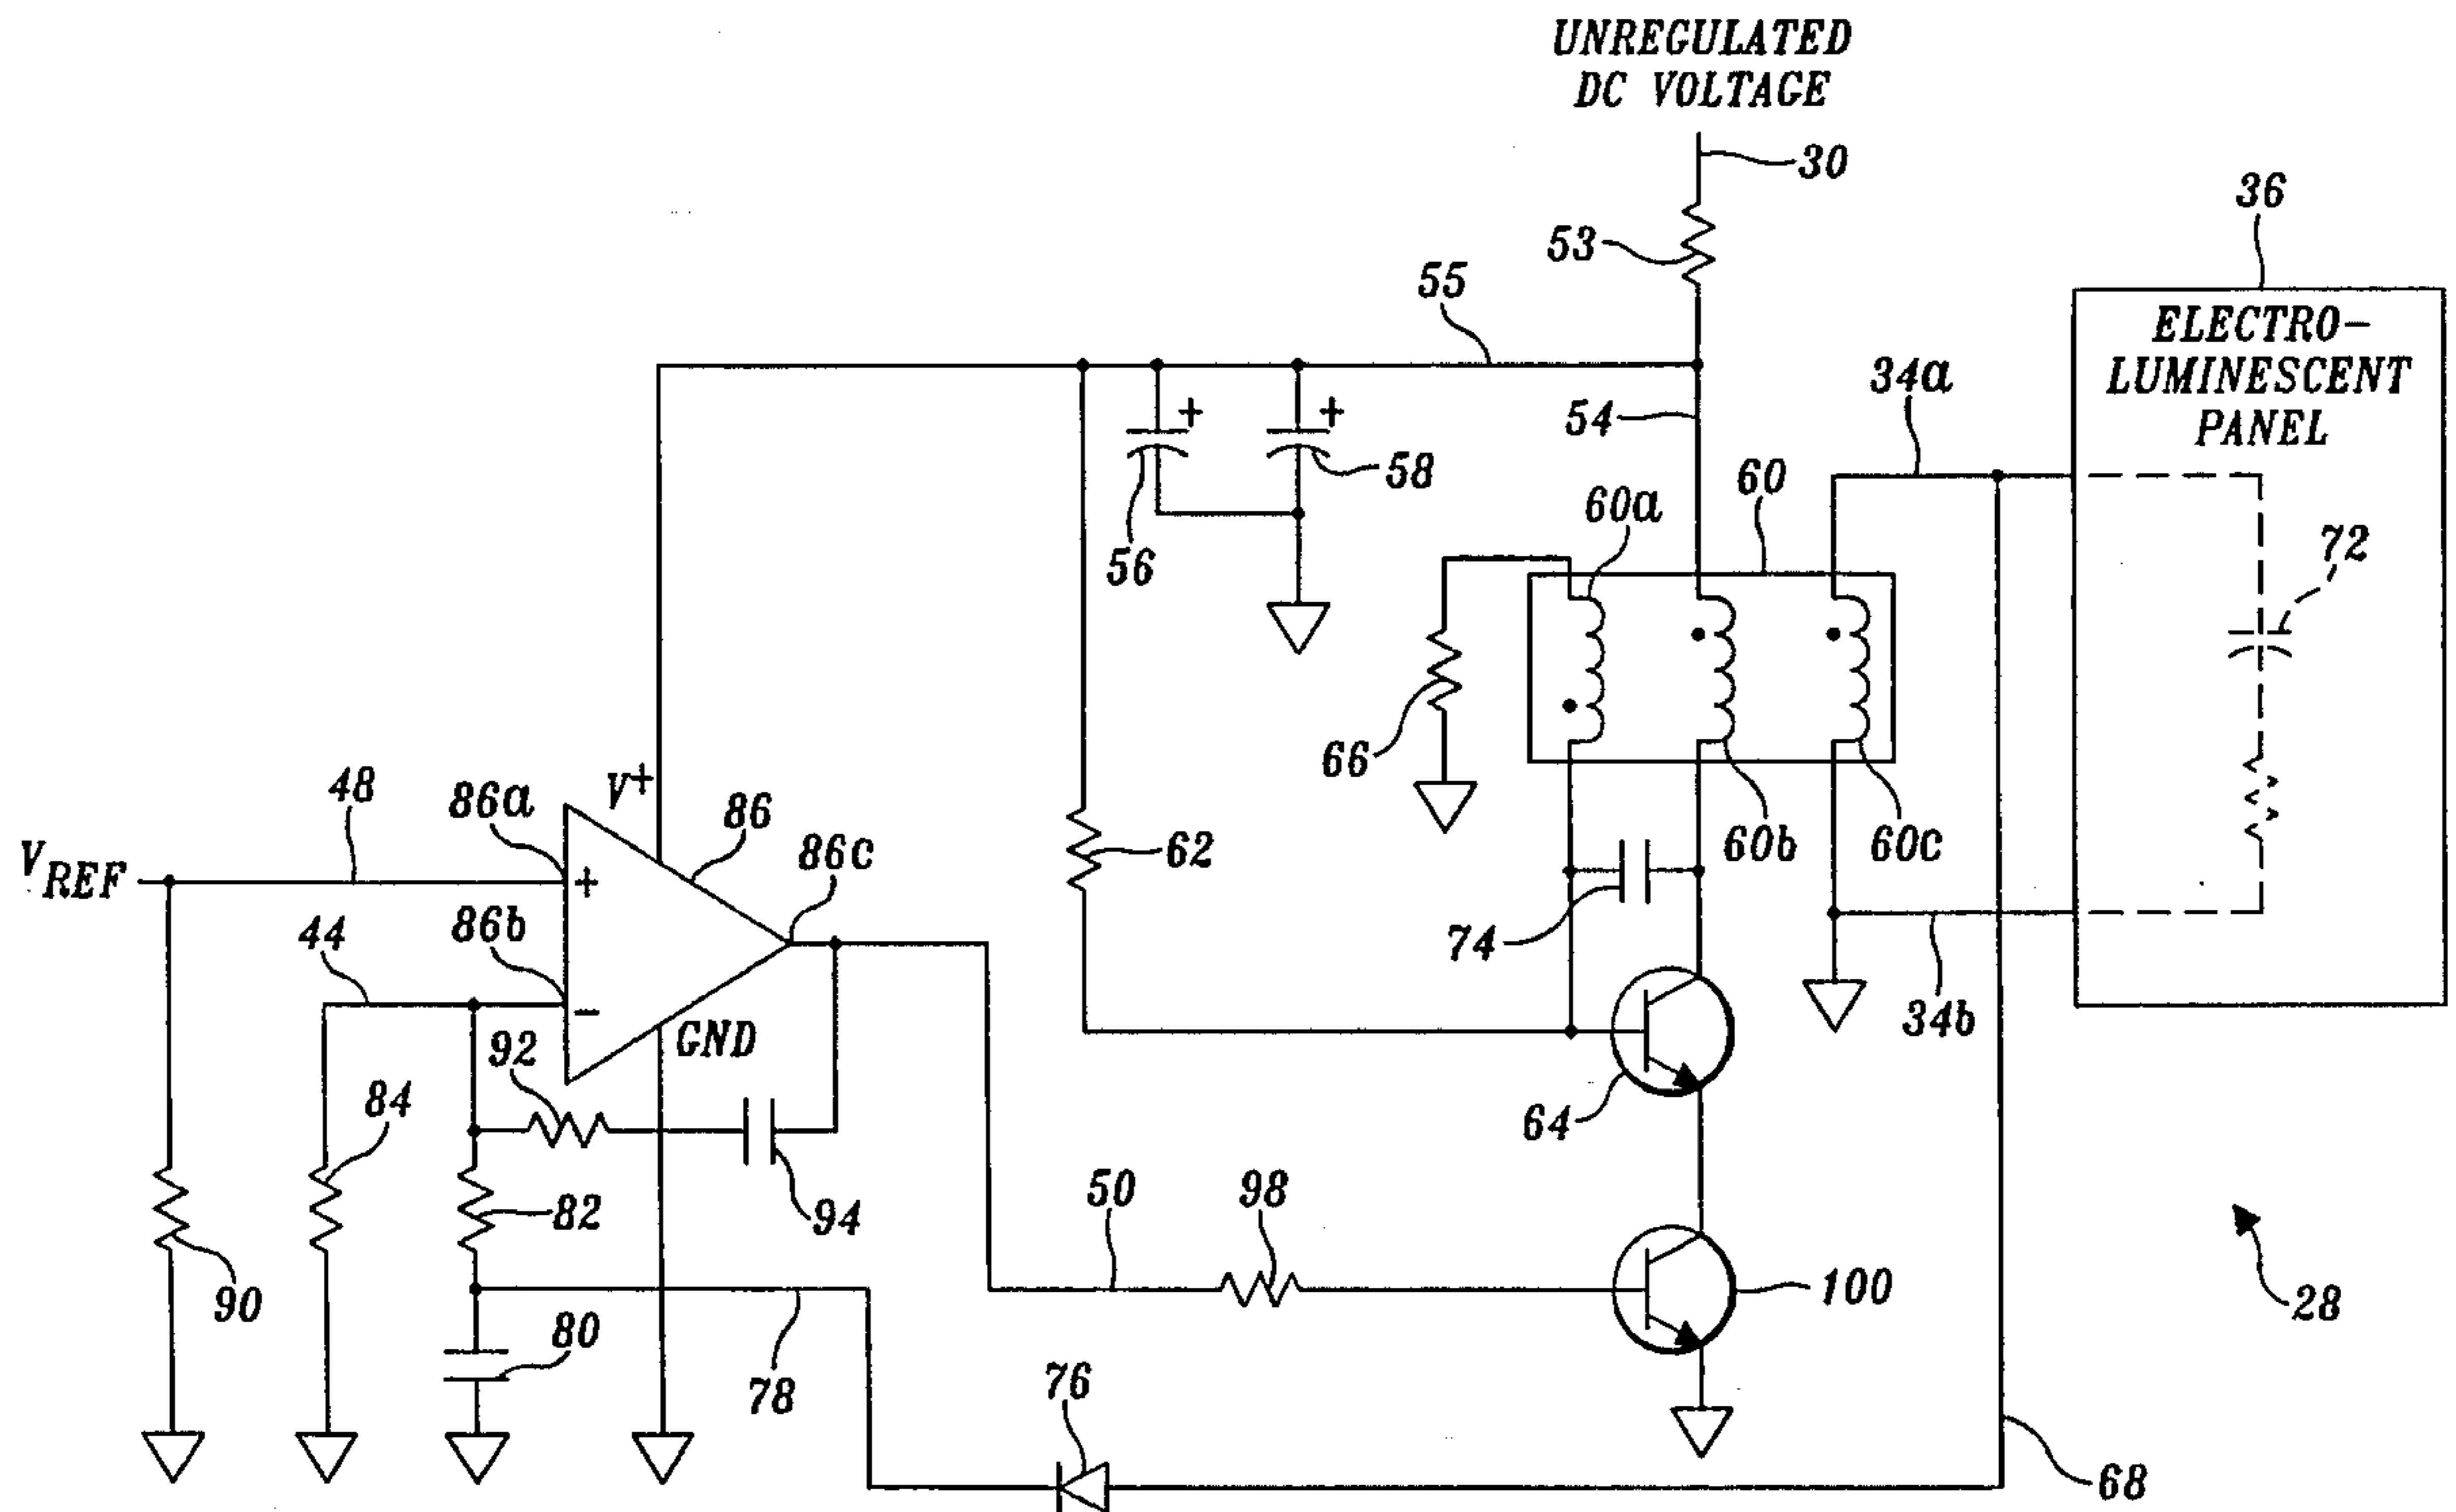 UNREGULATED
DC VOLTAGE
30
36
53
55
ELECTRO-
LUMINESCENT
PANEL
34a
54
+
+
58
60
60a
56
72
66
V+
48
86a
86
86c
62
60b
60c
VREF
+
44
86b
74
-
GND
34b
92
84
64
82
94
50
98
90
80
100
28
78
76
68